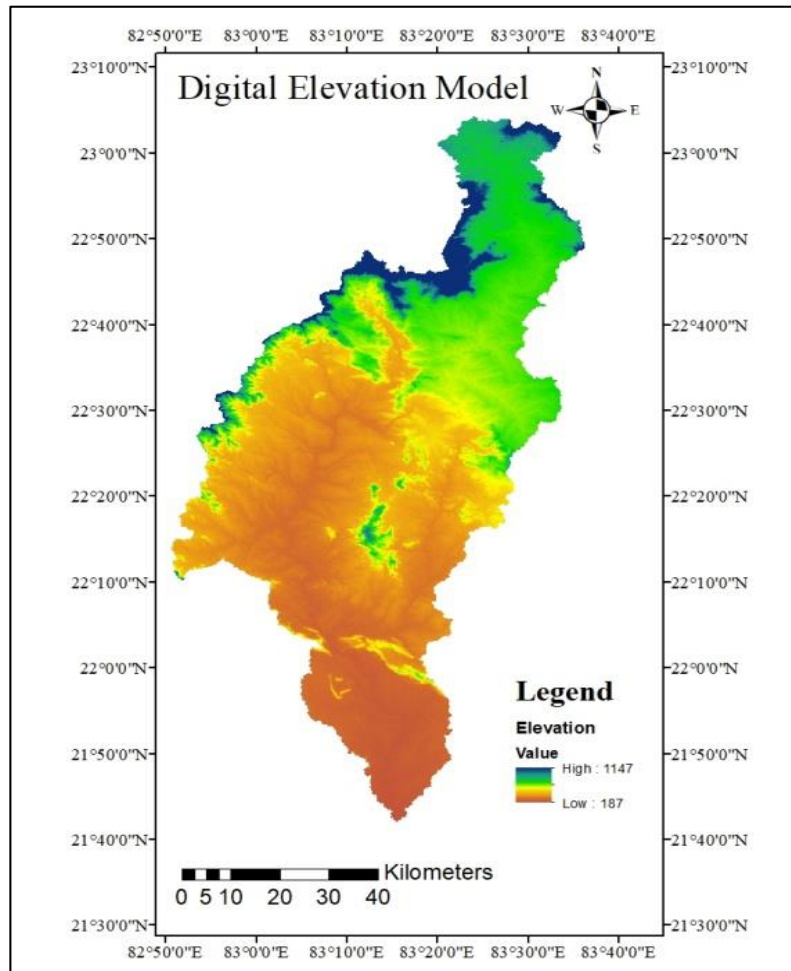 82°50'0"E 83°0'0"E 83°10'0"E 83°20'0"E 83°30'0"E 83°40'0"E
23°10'0"N 23°10'0"N
Digital Elevation Model
N
W E
S
23°0'0"N 23°0'0"N
22°50'0"N 22°50'0"N
22°40'0"N 22°40'0"N
22°30'0"N 22°30'0"N
22°20'0"N 22°20'0"N
22°10'0"N 22°10'0"N
22°0'0"N 22°0'0"N
Legend
Elevation
Value
21°50'0"N 21°50'0"N
High : 1147
Low : 187
21°40'0"N 21°40'0"N
Kilometers
0 5 10 20 30 40
21°30'0"N 21°30'0"N
82°50'0"E 83°0'0"E 83°10'0"E 83°20'0"E 83°30'0"E 83°40'0"E